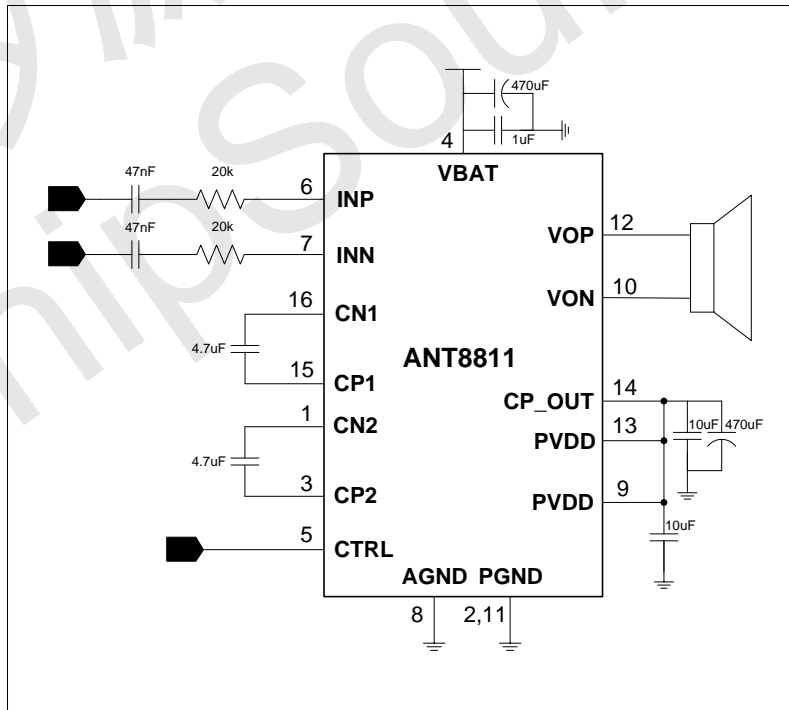 470uF
1uF
4
VBAT
47nF
20k
6
INP
47nF
20k
7
INN
16
CN1
4.7uF
15
CP1
1
CN2
4.7uF
3
CP2
5
CTRL
ANT8811
12
VOP
10
VON
14
CP_OUT
13
PVDD
10uF
470uF
9
PVDD
10uF
AGND
PGND
8
2,11